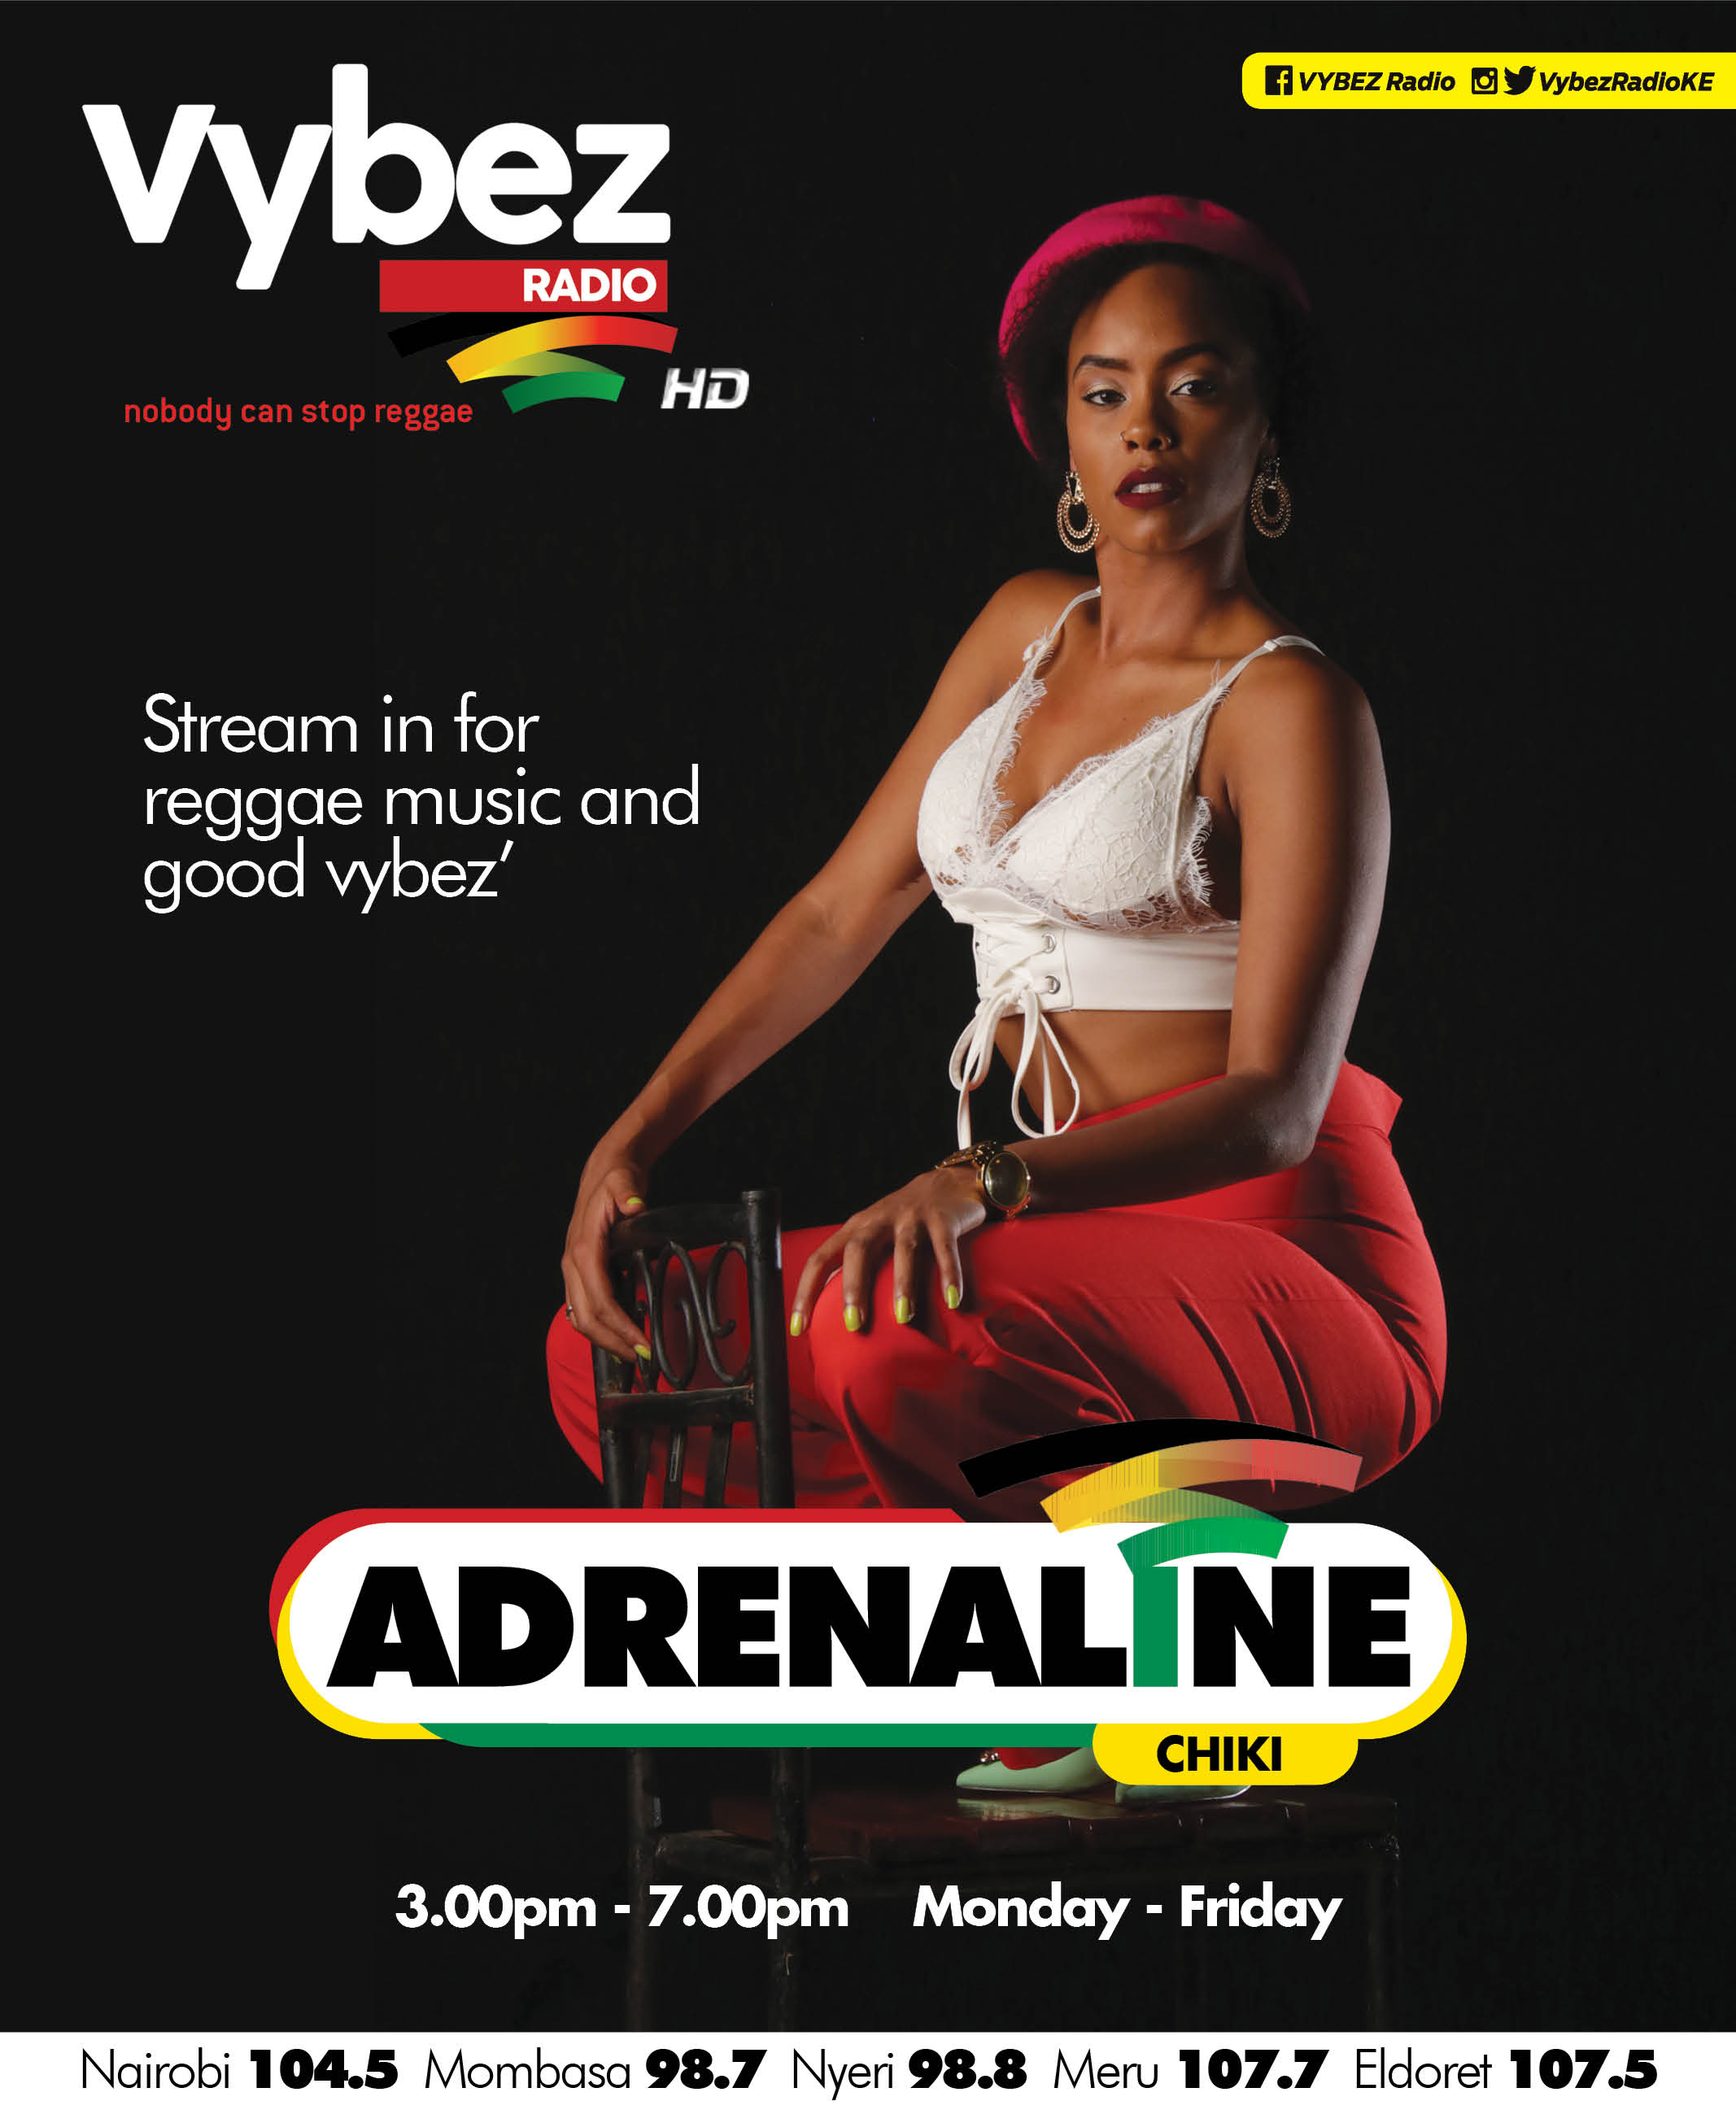 VYBEZ Radio VybezRadioKE
vybez
RADIO
HD
nobody can stop reggae
Stream in for
reggae music and
good vybez’
ADRENALINE
CHIKI
3.00pm - 7.00pm Monday - Friday
Nairobi 104.5 Mombasa 98.7 Nyeri 98.8 Meru 107.7 Eldoret 107.5